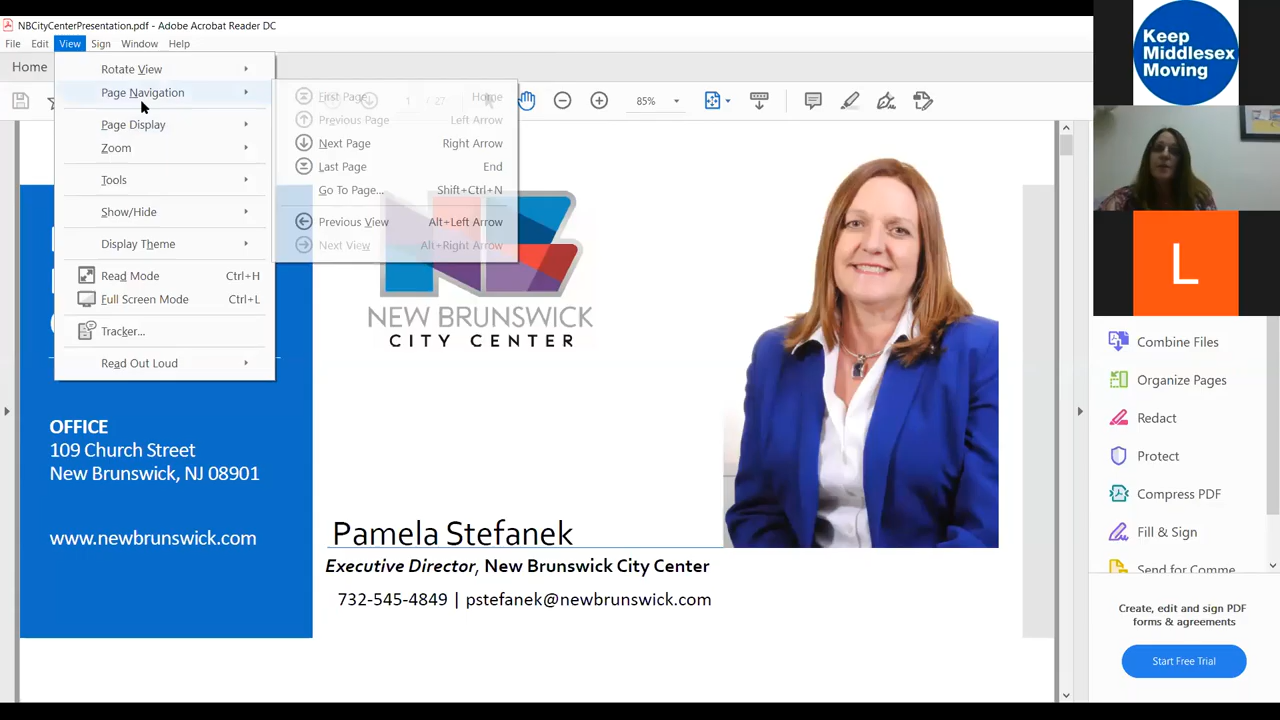 NBCityCenterPresentation.pdf - Adobe Acrobat Reader DC
File Edit View Sign Window Help
Home
Rotate View
Page Navigation
Page Display
Zoom
Tools
Show/Hide
Display Theme
Read Mode Ctrl+H
Full Screen Mode Ctrl+L
Tracker...
Read Out Loud
First Page Home
Previous Page Left Arrow
Next Page Right Arrow
Last Page End
Go To Page... Shift+Ctrl+N
Previous View Alt+Left Arrow
Next View Alt+Right Arrow
1 / 27
85%
NEW BRUNSWICK
CITY CENTER
OFFICE
109 Church Street
New Brunswick, NJ 08901
www.newbrunswick.com
Pamela Stefanek
Executive Director, New Brunswick City Center
732-545-4849 | pstefanek@newbrunswick.com
Keep
Middlesex
Moving
L
Combine Files
Organize Pages
Redact
Protect
Compress PDF
Fill & Sign
Send for Comme
Create, edit and sign PDF
forms & agreements
Start Free Trial